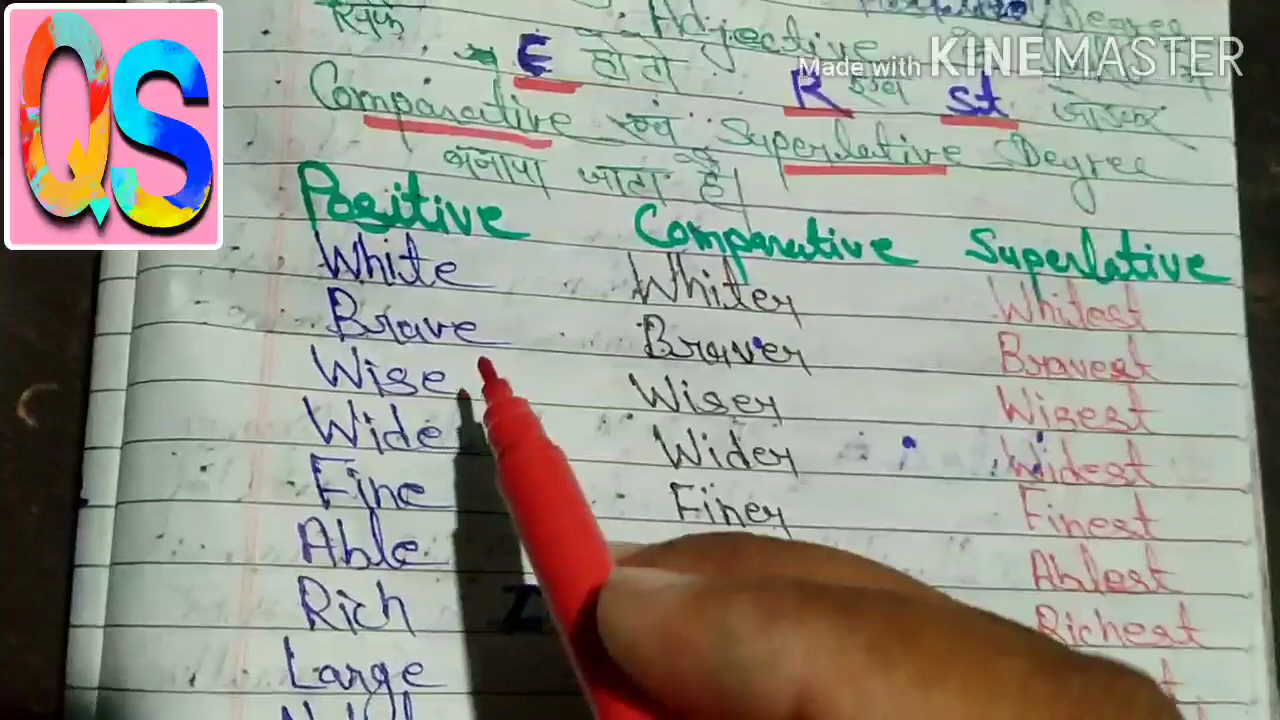 QS
Degree
सिर्फ Adjective
Made with KINEMASTER
E हो तो R एवं st जोड़कर
Comparative एवं Superlative Degree
बनाया जाता है।
Positive Comparative Superlative
White Whiter Whitest
Brave Braver Bravest
Wise Wiser Wisest
Wide Wider Widest
Fine Finer Finest
Able Ablest
Rich Richest
Large